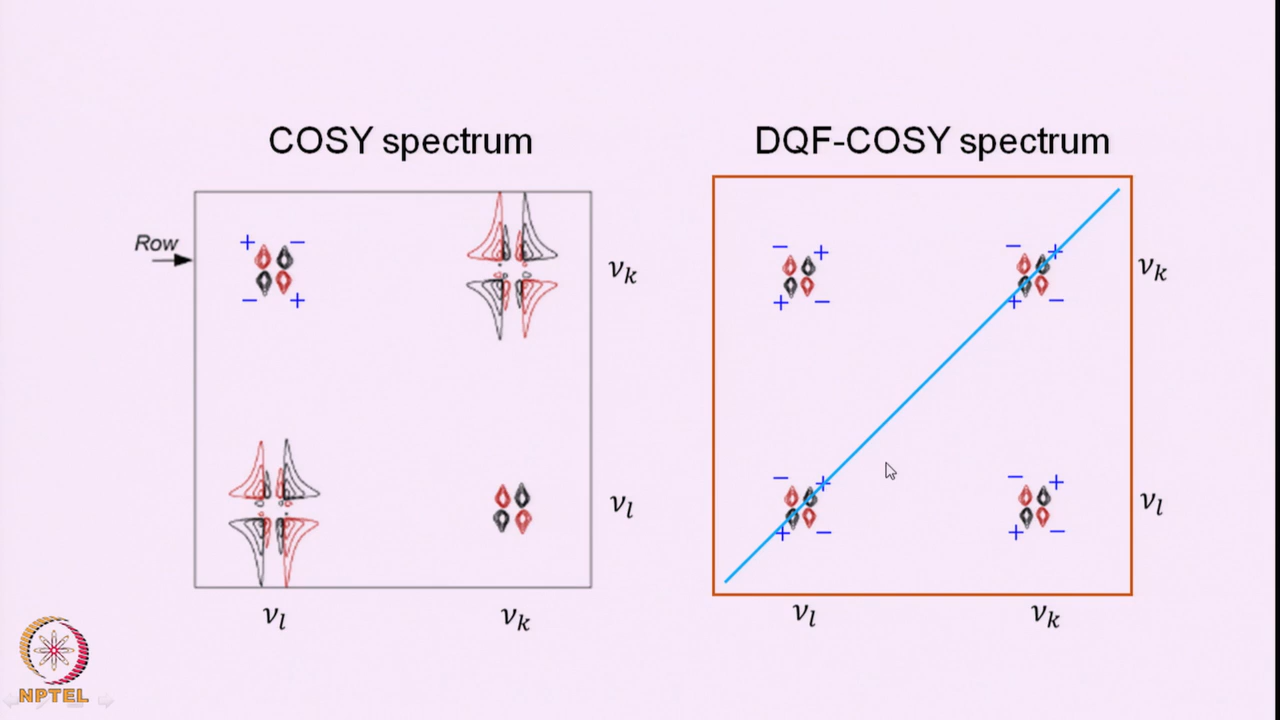 COSY spectrum
DQF-COSY spectrum
Row
+ −
− +
νk
νl
νl νk
− +
+ −
− +
+ −
νk
− +
+ −
− +
+ −
νl
νl νk
NPTEL